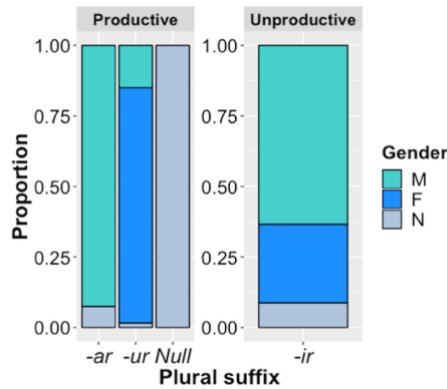 Productive
Unproductive
Proportion
1.00
0.75
0.50
0.25
0.00
1.00
0.75
0.50
0.25
0.00
-ar -ur Null
-ir
Plural suffix
Gender
M
F
N